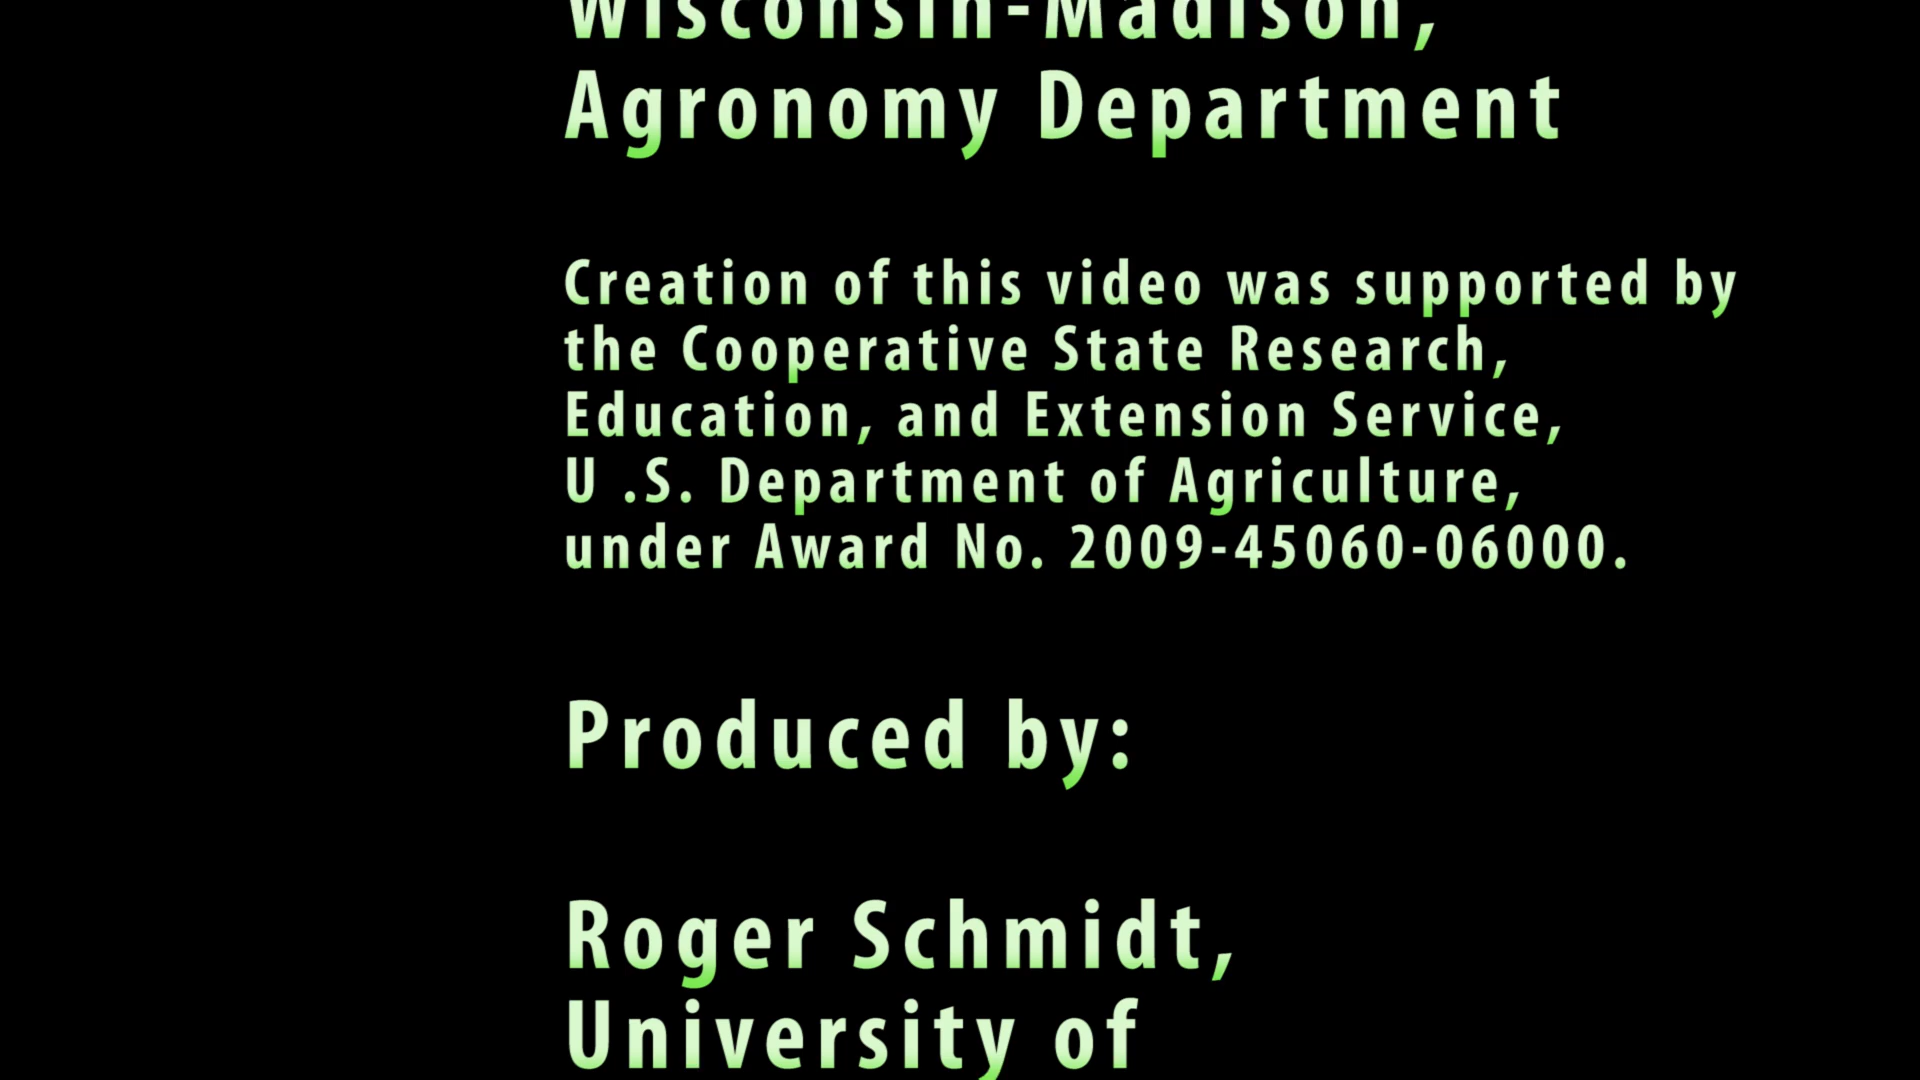 Wisconsin-Madison,
Agronomy Department
Creation of this video was supported by
the Cooperative State Research,
Education, and Extension Service,
U .S. Department of Agriculture,
under Award No. 2009-45060-06000.
Produced by:
Roger Schmidt,
University of